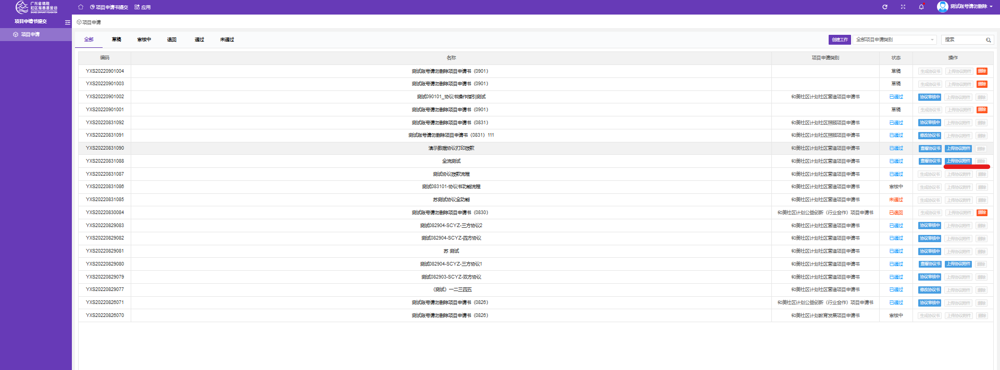 广东省德胜
社区慈善基金会
项目申请书提交 应用
测试账号请勿删除
项目申请书提交
项目申请
项目申请
全部 草稿 审核中 退回 通过 未通过
创建工作 全部项目申请类别 搜索
编码 名称 项目申请类别 状态 操作
YXS20220901004 测试账号请勿删除项目申请书（0901） 草稿 生成协议书 上传协议附件 删除
YXS20220901003 测试账号请勿删除项目申请书（0901） 草稿 生成协议书 上传协议附件 删除
YXS20220901002 测试090101_协议书操作指引测试 和美社区计划社区营造项目申请书 已通过 协议审核中 上传协议附件 删除
YXS20220901001 测试账号请勿删除项目申请书（0901） 草稿 生成协议书 上传协议附件 删除
YXS20220831092 测试账号请勿删除项目申请书（0831） 和美社区计划社区照顾项目申请书 已通过 协议审核中 上传协议附件 删除
YXS20220831091 测试账号请勿删除项目申请书（0831）111 和美社区计划社区照顾项目申请书 已通过 修改协议书 上传协议附件 删除
YXS20220831090 演示数据协议打印拨款 和美社区计划社区营造项目申请书 已通过 查看协议书 上传协议附件 删除
YXS20220831088 全流测试 和美社区计划社区营造项目申请书 已通过 查看协议书 上传协议附件 删除
YXS20220831087 测试协议拨款流程 和美社区计划社区营造项目申请书 已通过 生成协议书 上传协议附件 删除
YXS20220831086 测试083101-协议书功能流程 和美社区计划社区营造项目申请书 审核中 生成协议书 上传协议附件 删除
YXS20220831085 苏测试协议全功能 和美社区计划社区营造项目申请书 未通过 生成协议书 上传协议附件 删除
YXS20220830084 测试账号请勿删除项目申请书（0830） 和美社区计划公益创新（行业合作）项目申请书 已退回 生成协议书 上传协议附件 删除
YXS20220829083 测试082904-SCYZ-三方协议2 和美社区计划社区营造项目申请书 已通过 协议审核中 上传协议附件 删除
YXS20220829082 测试082904-SCYZ-四方协议 和美社区计划社区营造项目申请书 已通过 协议审核中 上传协议附件 删除
YXS20220829081 苏 测试 和美社区计划社区营造项目申请书 已通过 协议审核中 上传协议附件 删除
YXS20220829080 测试082904-SCYZ-三方协议1 和美社区计划社区营造项目申请书 已通过 查看协议书 上传协议附件 删除
YXS20220829079 测试082903-SCYZ-双方协议 和美社区计划社区营造项目申请书 已通过 协议审核中 上传协议附件 删除
YXS20220829077 （测试）一二三四五 和美社区计划社区营造项目申请书 已通过 修改协议书 上传协议附件 删除
YXS20220826071 测试账号请勿删除项目申请书（0826） 和美社区计划公益创新（行业合作）项目申请书 已通过 协议审核中 上传协议附件 删除
YXS20220826070 测试账号请勿删除项目申请书（0826） 和美社区计划教育发展项目申请书 审核中 生成协议书 上传协议附件 删除